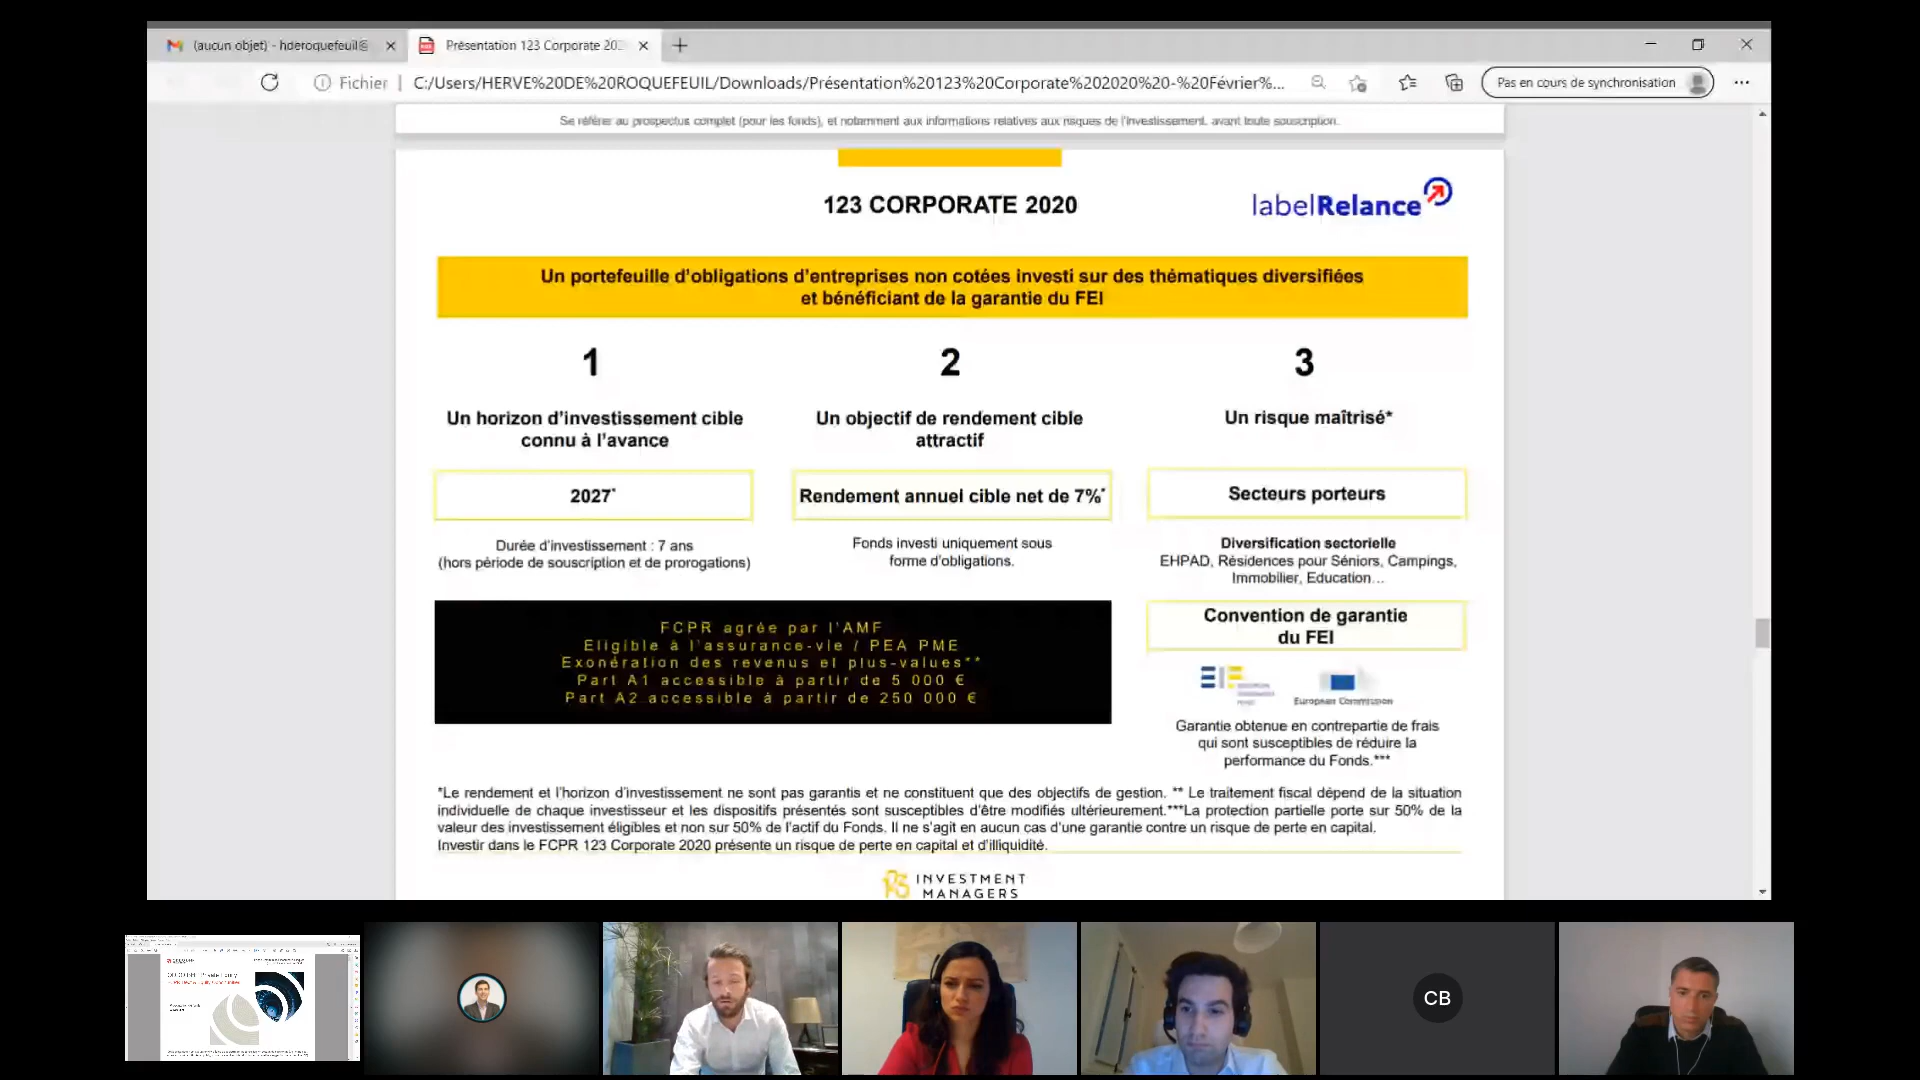 (aucun objet) - hderoquefeuil@
Présentation 123 Corporate 202
Fichier
C:/Users/HERVE%20DE%20ROQUEFEUIL/Downloads/Présentation%20123%20Corporate%202020%20-%20Février%...
Pas en cours de synchronisation
Se référer au prospectus complet (pour les fonds), et notamment aux informations relatives aux risques de l'investissement, avant toute souscription.
123 CORPORATE 2020
labelRelance
Un portefeuille d'obligations d'entreprises non cotées investi sur des thématiques diversifiées
et bénéficiant de la garantie du FEI
1
Un horizon d'investissement cible
connu à l'avance
2027*
Durée d'investissement : 7 ans
(hors période de souscription et de prorogations)
2
Un objectif de rendement cible
attractif
Rendement annuel cible net de 7%*
Fonds investi uniquement sous
forme d'obligations.
3
Un risque maîtrisé*
Secteurs porteurs
Diversification sectorielle
EHPAD, Résidences pour Séniors, Campings,
Immobilier, Education...
FCPR agrée par l'AMF
Eligible à l'assurance-vie / PEA PME
Exonération des revenus et plus-values**
Part A1 accessible à partir de 5 000 €
Part A2 accessible à partir de 250 000 €
Convention de garantie
du FEI
European Commission
Garantie obtenue en contrepartie de frais
qui sont susceptibles de réduire la
performance du Fonds.***
*Le rendement et l'horizon d'investissement ne sont pas garantis et ne constituent que des objectifs de gestion. ** Le traitement fiscal dépend de la situation
individuelle de chaque investisseur et les dispositifs présentés sont susceptibles d'être modifiés ultérieurement.***La protection partielle porte sur 50% de la
valeur des investissement éligibles et non sur 50% de l'actif du Fonds. Il ne s'agit en aucun cas d'une garantie contre un risque de perte en capital.
Investir dans le FCPR 123 Corporate 2020 présente un risque de perte en capital et d'illiquidité.
INVESTMENT
MANAGERS
CB